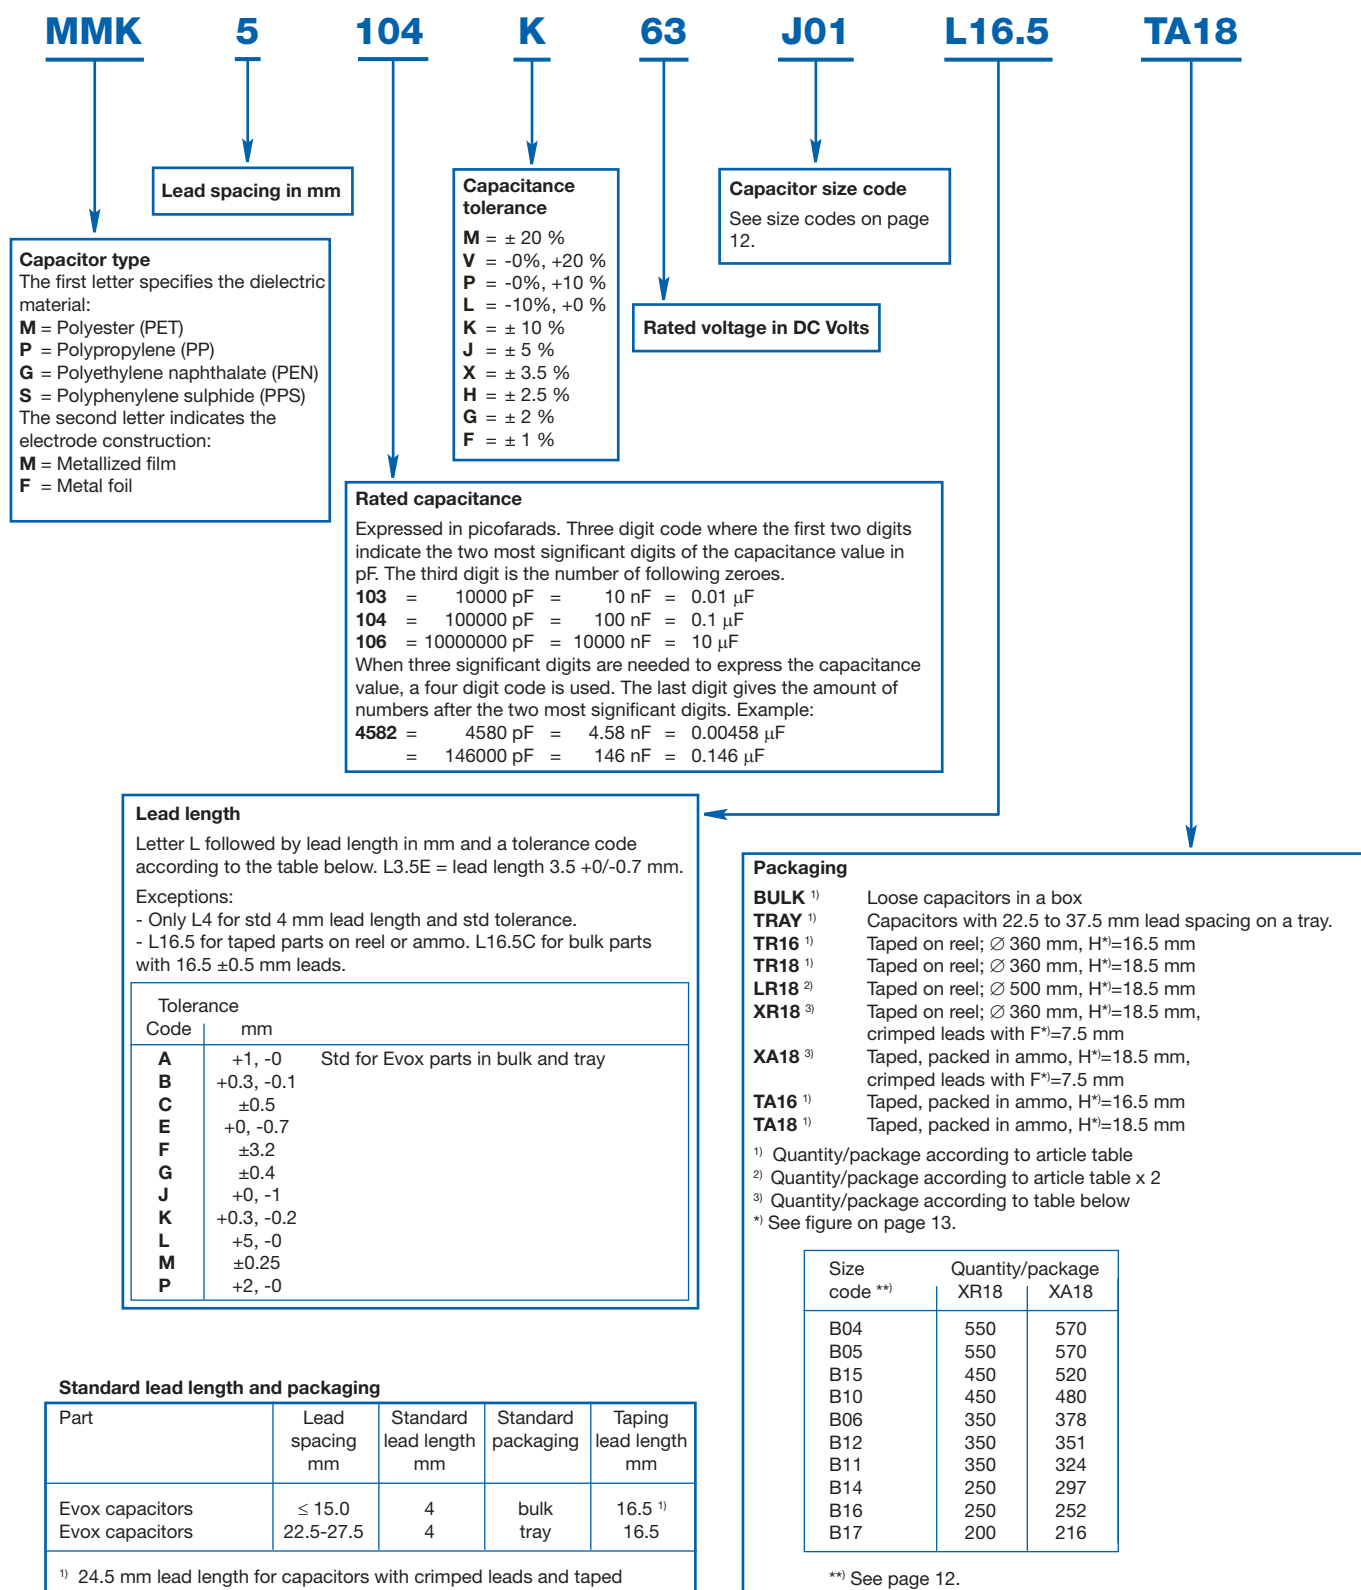 MMK 5 104 K 63 J01 L16.5 TA18
Lead spacing in mm
Capacitor type
The first letter specifies the dielectric
material:
M = Polyester (PET)
P = Polypropylene (PP)
G = Polyethylene naphthalate (PEN)
S = Polyphenylene sulphide (PPS)
The second letter indicates the
electrode construction:
M = Metallized film
F = Metal foil
Capacitance
tolerance
M = ± 20 %
V = -0%, +20 %
P = -0%, +10 %
L = -10%, +0 %
K = ± 10 %
J = ± 5 %
X = ± 3.5 %
H = ± 2.5 %
G = ± 2 %
F = ± 1 %
Capacitor size code
See size codes on page
12.
Rated voltage in DC Volts
Rated capacitance
Expressed in picofarads. Three digit code where the first two digits
indicate the two most significant digits of the capacitance value in
pF. The third digit is the number of following zeroes.
103 = 10000 pF = 10 nF = 0.01 µF
104 = 100000 pF = 100 nF = 0.1 µF
106 = 10000000 pF = 10000 nF = 10 µF
When three significant digits are needed to express the capacitance
value, a four digit code is used. The last digit gives the amount of
numbers after the two most significant digits. Example:
4582 = 4580 pF = 4.58 nF = 0.00458 µF
= 146000 pF = 146 nF = 0.146 µF
Lead length
Letter L followed by lead length in mm and a tolerance code
according to the table below. L3.5E = lead length 3.5 +0/-0.7 mm.
Exceptions:
- Only L4 for std 4 mm lead length and std tolerance.
- L16.5 for taped parts on reel or ammo. L16.5C for bulk parts
with 16.5 ±0.5 mm leads.
Tolerance
Code mm
A +1, -0 Std for Evox parts in bulk and tray
B +0.3, -0.1
C ±0.5
E +0, -0.7
F ±3.2
G ±0.4
J +0, -1
K +0.3, -0.2
L +5, -0
M ±0.25
P +2, -0
Packaging
BULK 1) Loose capacitors in a box
TRAY 1) Capacitors with 22.5 to 37.5 mm lead spacing on a tray.
TR16 1) Taped on reel; ∅ 360 mm, H*)=16.5 mm
TR18 1) Taped on reel; ∅ 360 mm, H*)=18.5 mm
LR18 2) Taped on reel; ∅ 500 mm, H*)=18.5 mm
XR18 3) Taped on reel; ∅ 360 mm, H*)=18.5 mm,
crimped leads with F*)=7.5 mm
XA18 3) Taped, packed in ammo, H*)=18.5 mm,
crimped leads with F*)=7.5 mm
TA16 1) Taped, packed in ammo, H*)=16.5 mm
TA18 1) Taped, packed in ammo, H*)=18.5 mm
1) Quantity/package according to article table
2) Quantity/package according to article table x 2
3) Quantity/package according to table below
*) See figure on page 13.
Size Quantity/package
code **) XR18 XA18
B04 550 570
B05 550 570
B15 450 520
B10 450 480
B06 350 378
B12 350 351
B11 350 324
B14 250 297
B16 250 252
B17 200 216
**) See page 12.
Standard lead length and packaging
Part Lead Standard Standard Taping
spacing lead length packaging lead length
mm mm mm
Evox capacitors ≤ 15.0 4 bulk 16.5 1)
Evox capacitors 22.5-27.5 4 tray 16.5
1) 24.5 mm lead length for capacitors with crimped leads and taped